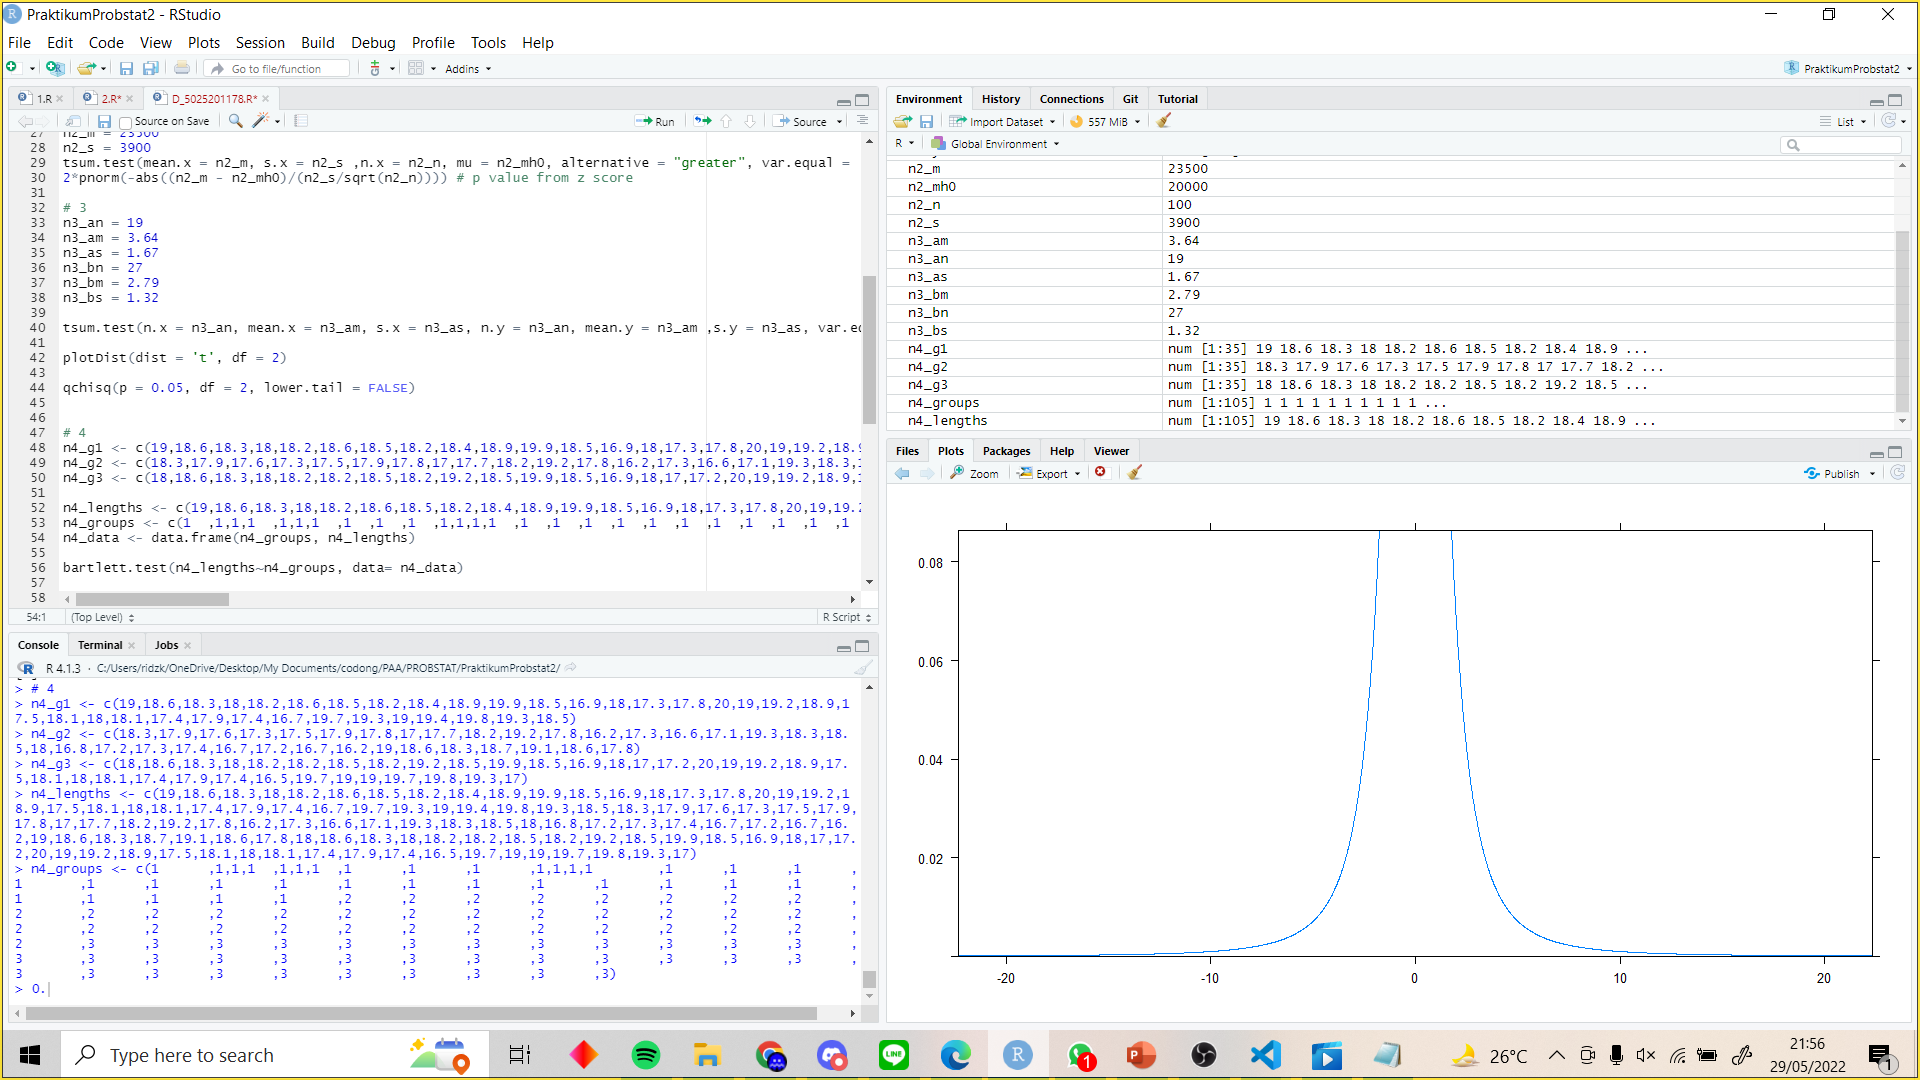 PraktikumProbstat2 - RStudio
File Edit Code View Plots Session Build Debug Profile Tools Help
Go to file/function
Addins
PraktikumProbstat2
1.R
2.R*
D_5025201178.R*
Source on Save
Run
Source
28 n2_s = 3900
29 tsum.test(mean.x = n2_m, s.x = n2_s ,n.x = n2_n, mu = n2_mh0, alternative = "greater", var.equal =
30 2*pnorm(-abs((n2_m - n2_mh0)/(n2_s/sqrt(n2_n)))) # p value from z score
31
32 # 3
33 n3_an = 19
34 n3_am = 3.64
35 n3_as = 1.67
36 n3_bn = 27
37 n3_bm = 2.79
38 n3_bs = 1.32
39
40 tsum.test(n.x = n3_an, mean.x = n3_am, s.x = n3_as, n.y = n3_an, mean.y = n3_am ,s.y = n3_as,
41
42 plotDist(dist = 't', df = 2)
43
44 qchisq(p = 0.05, df = 2, lower.tail = FALSE)
45
46
47 # 4
48 n4_g1 <- c(19,18.6,18.3,18,18.2,18.6,18.5,18.2,18.4,18.9,19.9,18.5,16.9,18,17.3,17.8,20,19,19.2,18.9
49 n4_g2 <- c(18.3,17.9,17.6,17.3,17.5,17.9,17.8,17,17.7,18.2,19.2,17.8,16.2,17.3,16.6,17.1,19.3,18.3,
50 n4_g3 <- c(18,18.6,18.3,18,18.2,18.2,18.5,18.2,19.2,18.5,19.9,18.5,16.9,18,17,17.2,20,19,19.2,18.9,
51
52 n4_lengths <- c(19,18.6,18.3,18,18.2,18.6,18.5,18.2,18.4,18.9,19.9,18.5,16.9,18,17.3,17.8,20,19,19.2
53 n4_groups <- c(1 ,1,1,1 ,1,1,1 ,1 ,1 ,1 ,1,1,1,1 ,1 ,1 ,1 ,1 ,1 ,1 ,1 ,1 ,1 ,1 ,1 ,1 ,1 ,1
54 n4_data <- data.frame(n4_groups, n4_lengths)
55
56 bartlett.test(n4_lengths~n4_groups, data= n4_data)
57
58
54:1 (Top Level) R Script
Console Terminal Jobs
R 4.1.3 · C:/Users/ridzk/OneDrive/Desktop/My Documents/codong/PAA/PROBSTAT/PraktikumProbstat2/
> # 4
> n4_g1 <- c(19,18.6,18.3,18,18.2,18.6,18.5,18.2,18.4,18.9,19.9,18.5,16.9,18,17.3,17.8,20,19,19.2,18.9,1
7.5,18.1,18,18.1,17.4,17.9,17.4,16.7,19.7,19.3,19,19.4,19.8,19.3,18.5)
> n4_g2 <- c(18.3,17.9,17.6,17.3,17.5,17.9,17.8,17,17.7,18.2,19.2,17.8,16.2,17.3,16.6,17.1,19.3,18.3,18.
5,18,16.8,17.2,17.3,17.4,16.7,17.2,16.7,16.2,19,18.6,18.3,18.7,19.1,18.6,17.8)
> n4_g3 <- c(18,18.6,18.3,18,18.2,18.2,18.5,18.2,19.2,18.5,19.9,18.5,16.9,18,17,17.2,20,19,19.2,18.9,17.
5,18.1,18,18.1,17.4,17.9,17.4,16.5,19.7,19,19,19.7,19.8,19.3,17)
> n4_lengths <- c(19,18.6,18.3,18,18.2,18.6,18.5,18.2,18.4,18.9,19.9,18.5,16.9,18,17.3,17.8,20,19,19.2,1
8.9,17.5,18.1,18,18.1,17.4,17.9,17.4,16.7,19.7,19.3,19,19.4,19.8,19.3,18.5,18.3,17.9,17.6,17.3,17.5,17.9,
17.8,17,17.7,18.2,19.2,17.8,16.2,17.3,16.6,17.1,19.3,18.3,18.5,18,16.8,17.2,17.3,17.4,16.7,17.2,16.7,16.
2,19,18.6,18.3,18.7,19.1,18.6,17.8,18,18.6,18.3,18,18.2,18.2,18.5,18.2,19.2,18.5,19.9,18.5,16.9,18,17,17.
2,20,19,19.2,18.9,17.5,18.1,18,18.1,17.4,17.9,17.4,16.5,19.7,19,19,19.7,19.8,19.3,17)
> n4_groups <- c(1 ,1,1,1 ,1,1,1 ,1 ,1 ,1 ,1,1,1,1 ,1 ,1 ,1 ,
1 ,1 ,1 ,1 ,1 ,1 ,1 ,1 ,1 ,1 ,1 ,1 ,1 ,
1 ,1 ,1 ,1 ,1 ,2 ,2 ,2 ,2 ,2 ,2 ,2 ,2 ,
2 ,2 ,2 ,2 ,2 ,2 ,2 ,2 ,2 ,2 ,2 ,2 ,2 ,
2 ,2 ,2 ,2 ,2 ,2 ,2 ,2 ,2 ,2 ,2 ,2 ,2 ,
2 ,3 ,3 ,3 ,3 ,3 ,3 ,3 ,3 ,3 ,3 ,3 ,3 ,
3 ,3 ,3 ,3 ,3 ,3 ,3 ,3 ,3 ,3 ,3 ,3 ,3 ,
3 ,3 ,3 ,3 ,3 ,3 ,3 ,3 ,3)
> 0.
Environment History Connections Git Tutorial
Import Dataset 557 MiB List
R Global Environment
n2_m 23500
n2_mh0 20000
n2_n 100
n2_s 3900
n3_am 3.64
n3_an 19
n3_as 1.67
n3_bm 2.79
n3_bn 27
n3_bs 1.32
n4_g1 num [1:35] 19 18.6 18.3 18 18.2 18.6 18.5 18.2 18.4 18.9 ...
n4_g2 num [1:35] 18.3 17.9 17.6 17.3 17.5 17.9 17.8 17 17.7 18.2 ...
n4_g3 num [1:35] 18 18.6 18.3 18 18.2 18.2 18.5 18.2 19.2 18.5 ...
n4_groups num [1:105] 1 1 1 1 1 1 1 1 1 1 ...
n4_lengths num [1:105] 19 18.6 18.3 18 18.2 18.6 18.5 18.2 18.4 18.9 ...
Files Plots Packages Help Viewer
Zoom Export Publish
0.08
0.06
0.04
0.02
-20 -10 0 10 20
Type here to search
1
26°C
21:56
29/05/2022
1